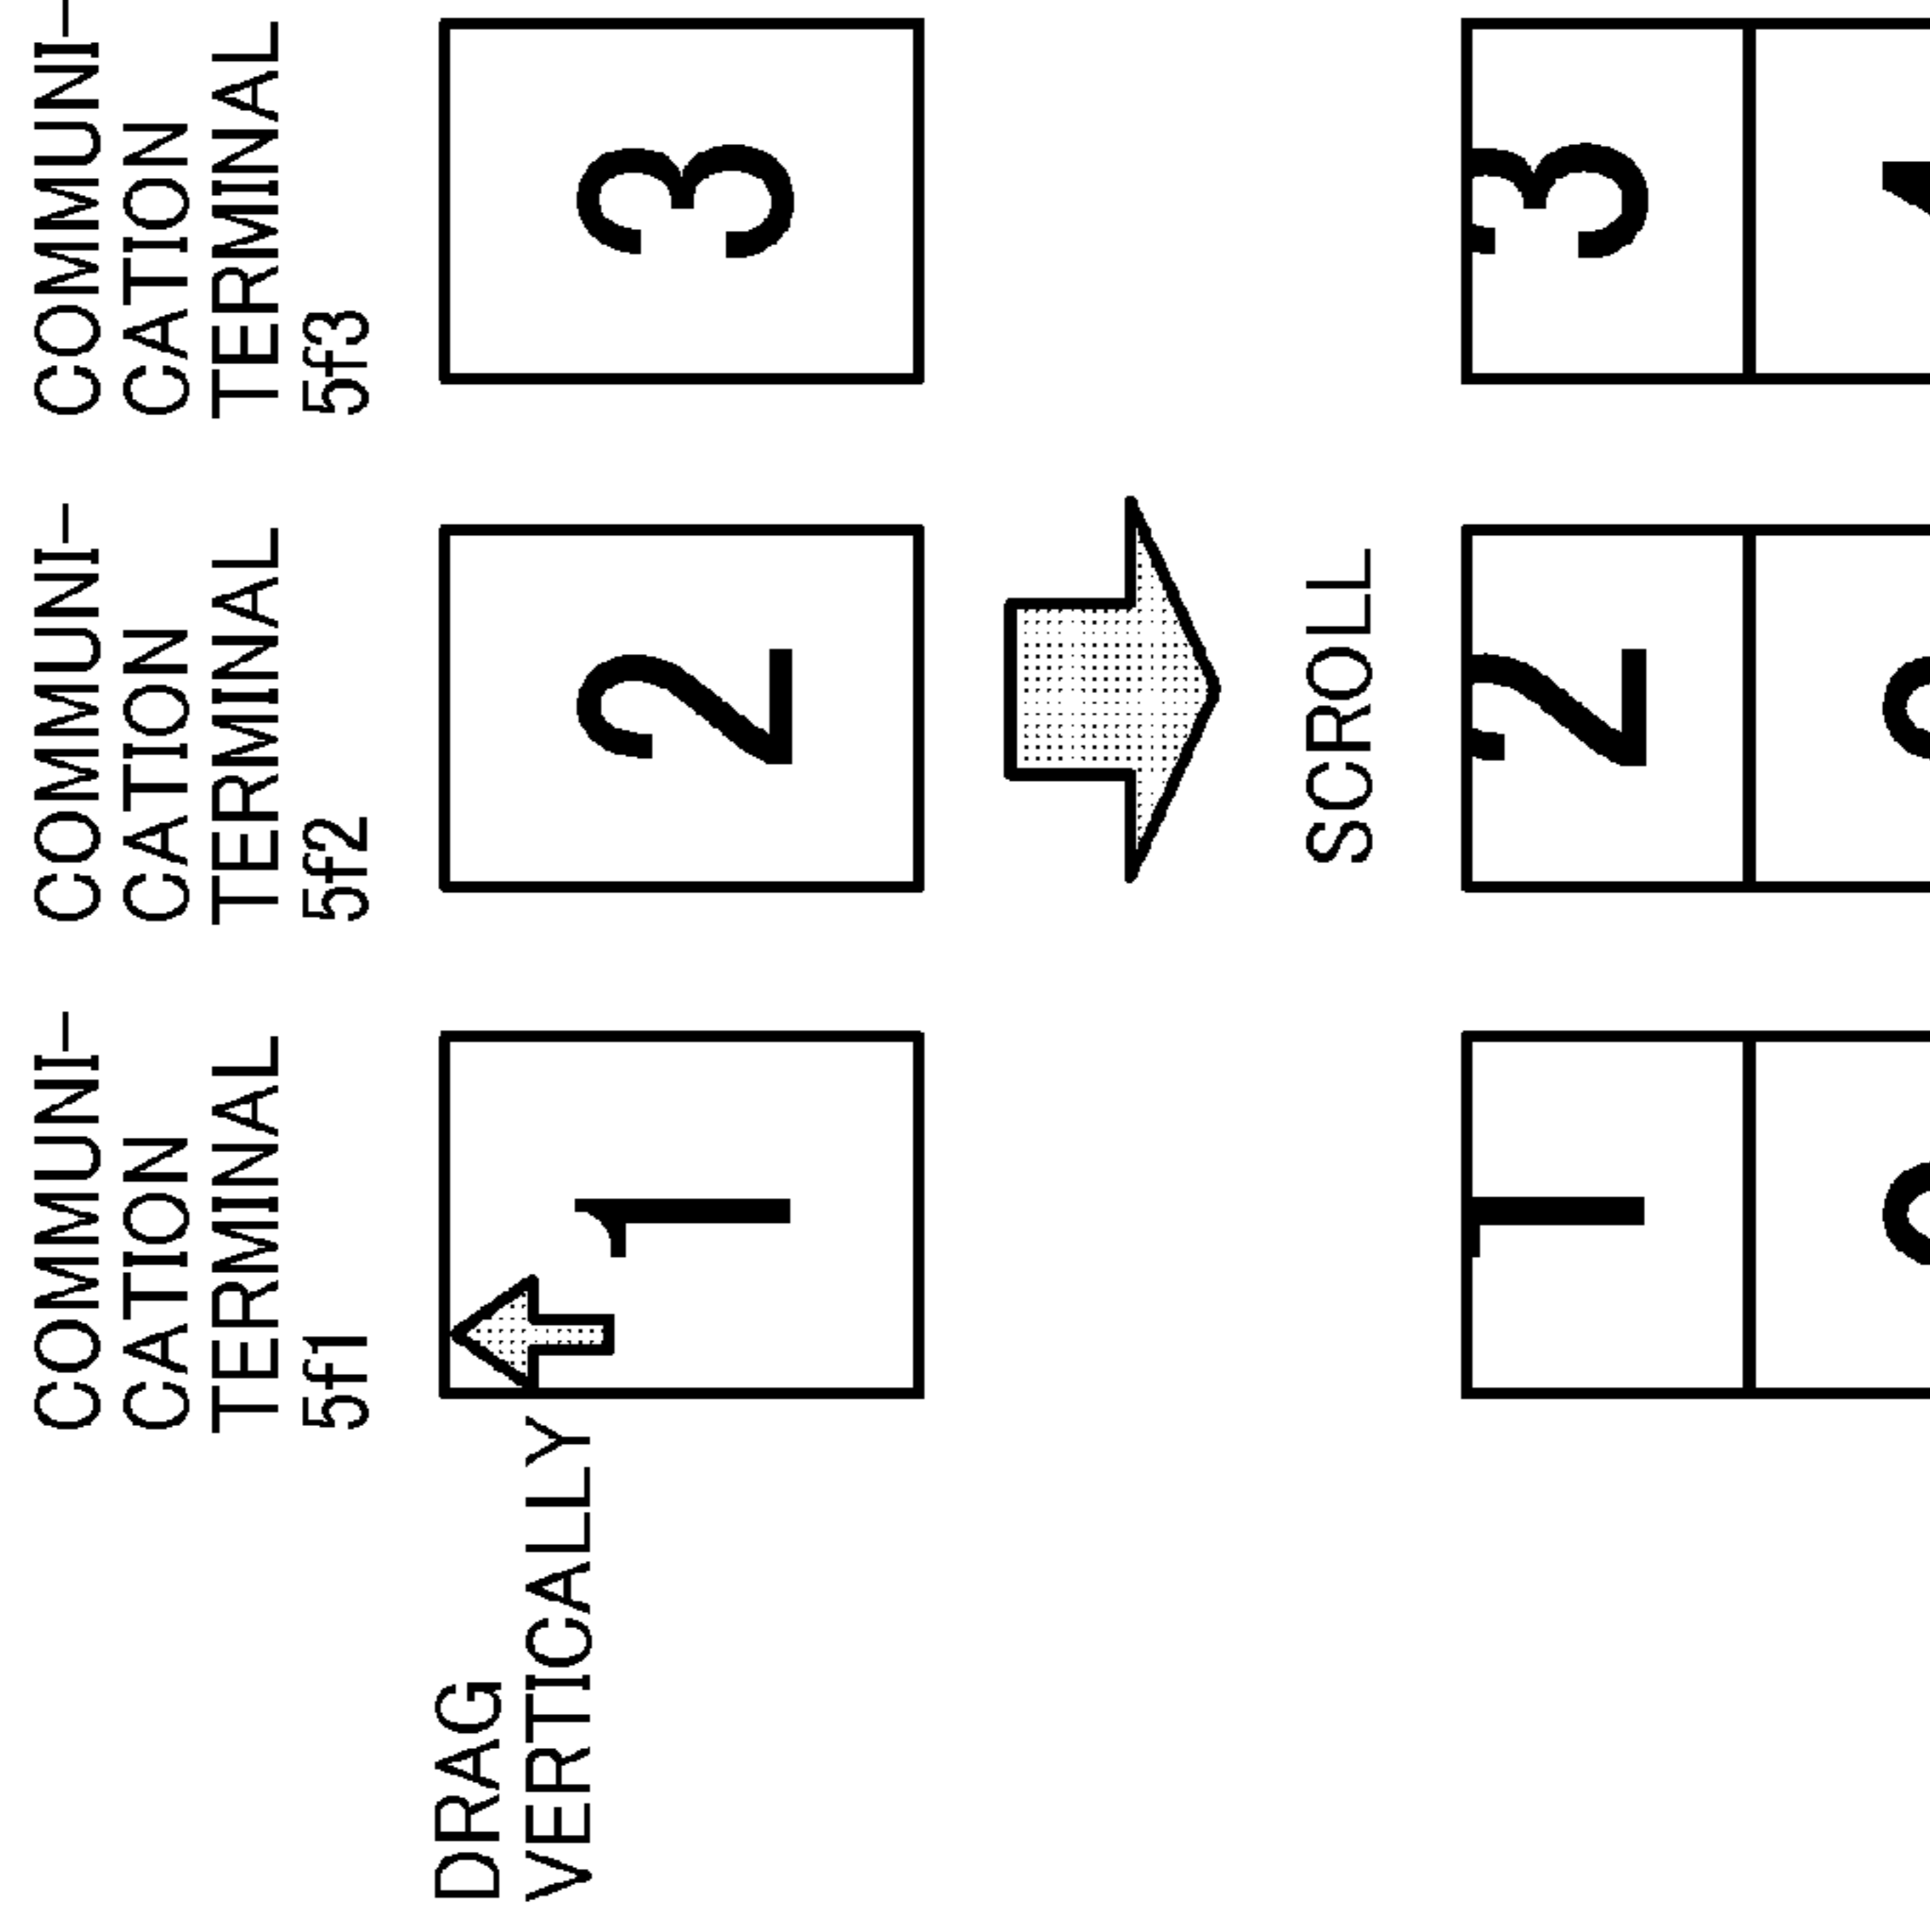 COMMUNI-
CATION
TERMINAL
5f1
COMMUNI-
CATION
TERMINAL
5f2
COMMUNI-
CATION
TERMINAL
5f3
DRAG
VERTICALLY
1
2
3
SCROLL
1
2
3